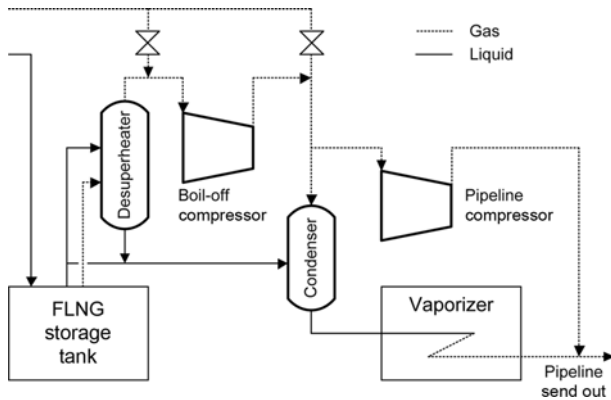 Gas
Liquid
Desuperheater
Boil-off
compressor
Pipeline
compressor
Condenser
FLNG
storage
tank
Vaporizer
Pipeline
send out